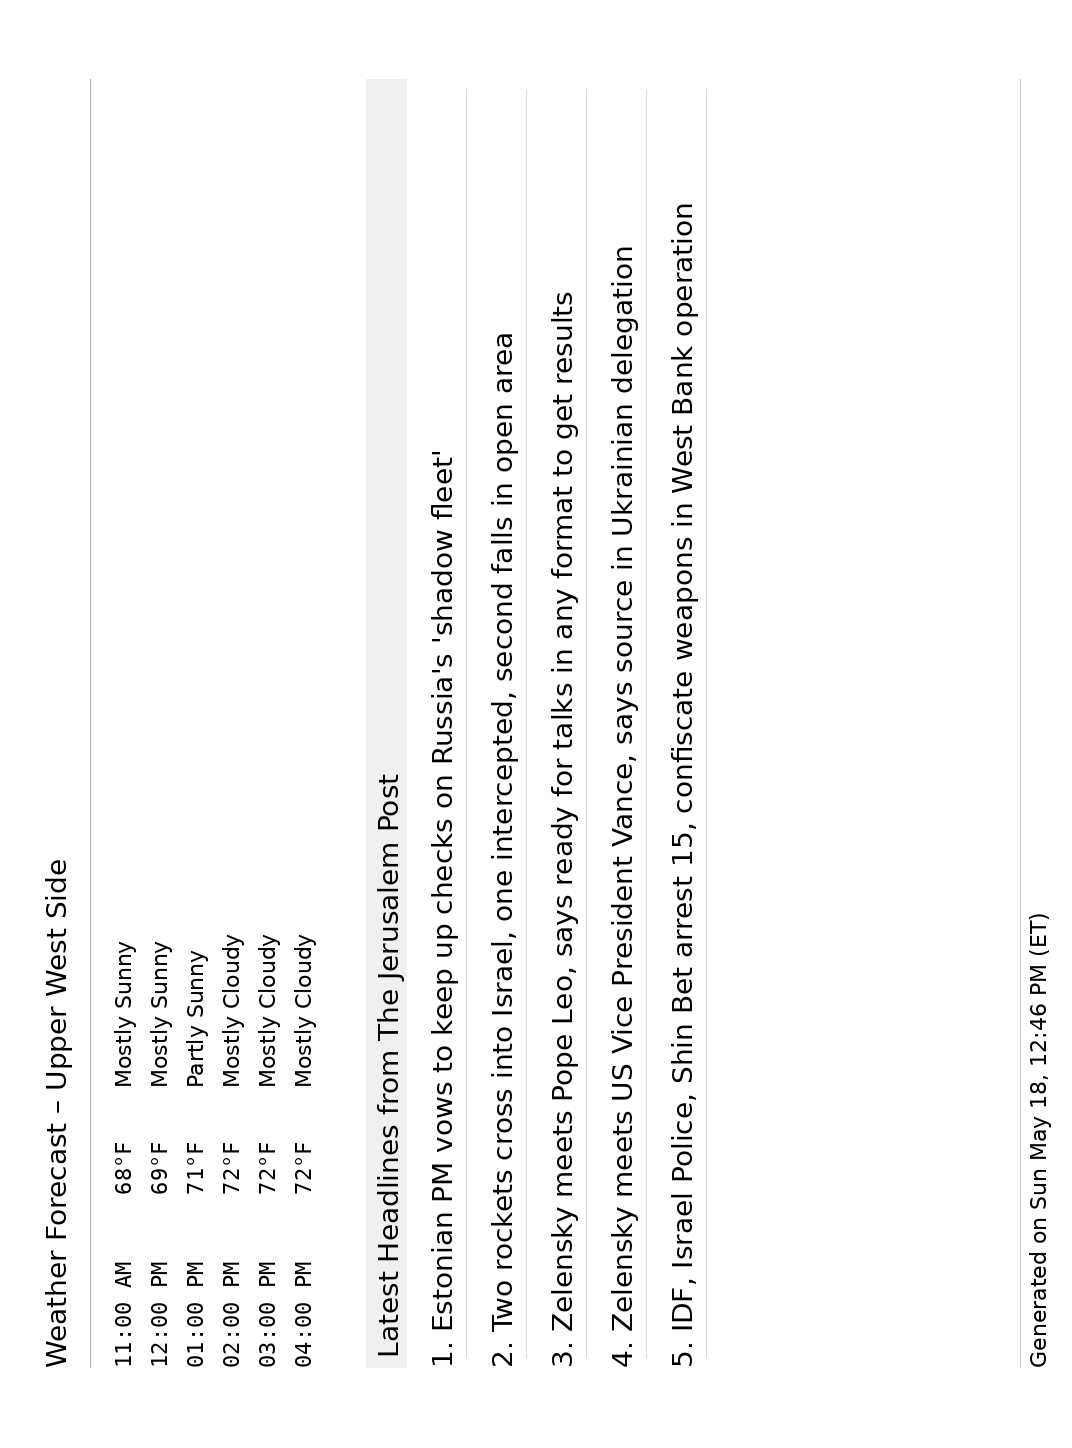 Weather Forecast – Upper West Side
11:00 AM 68°F Mostly Sunny
12:00 PM 69°F Mostly Sunny
01:00 PM 71°F Partly Sunny
02:00 PM 72°F Mostly Cloudy
03:00 PM 72°F Mostly Cloudy
04:00 PM 72°F Mostly Cloudy
Latest Headlines from The Jerusalem Post
1. Estonian PM vows to keep up checks on Russia's 'shadow fleet'
2. Two rockets cross into Israel, one intercepted, second falls in open area
3. Zelensky meets Pope Leo, says ready for talks in any format to get results
4. Zelensky meets US Vice President Vance, says source in Ukrainian delegation
5. IDF, Israel Police, Shin Bet arrest 15, confiscate weapons in West Bank operation
Generated on Sun May 18, 12:46 PM (ET)